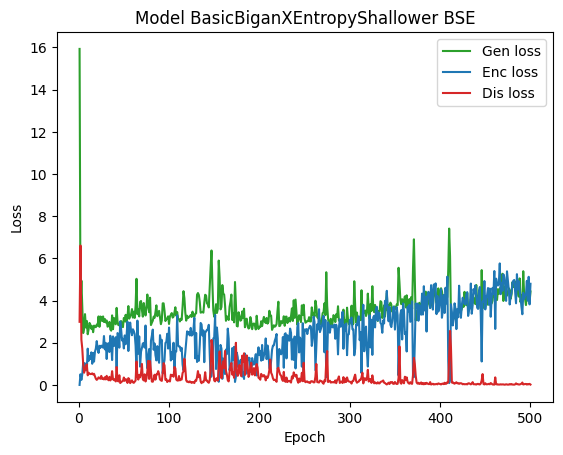 Model BasicBiganXEntropyShallower BSE
Gen loss
Enc loss
Dis loss
Loss
16
14
12
10
8
6
4
2
0
0 100 200 300 400 500
Epoch